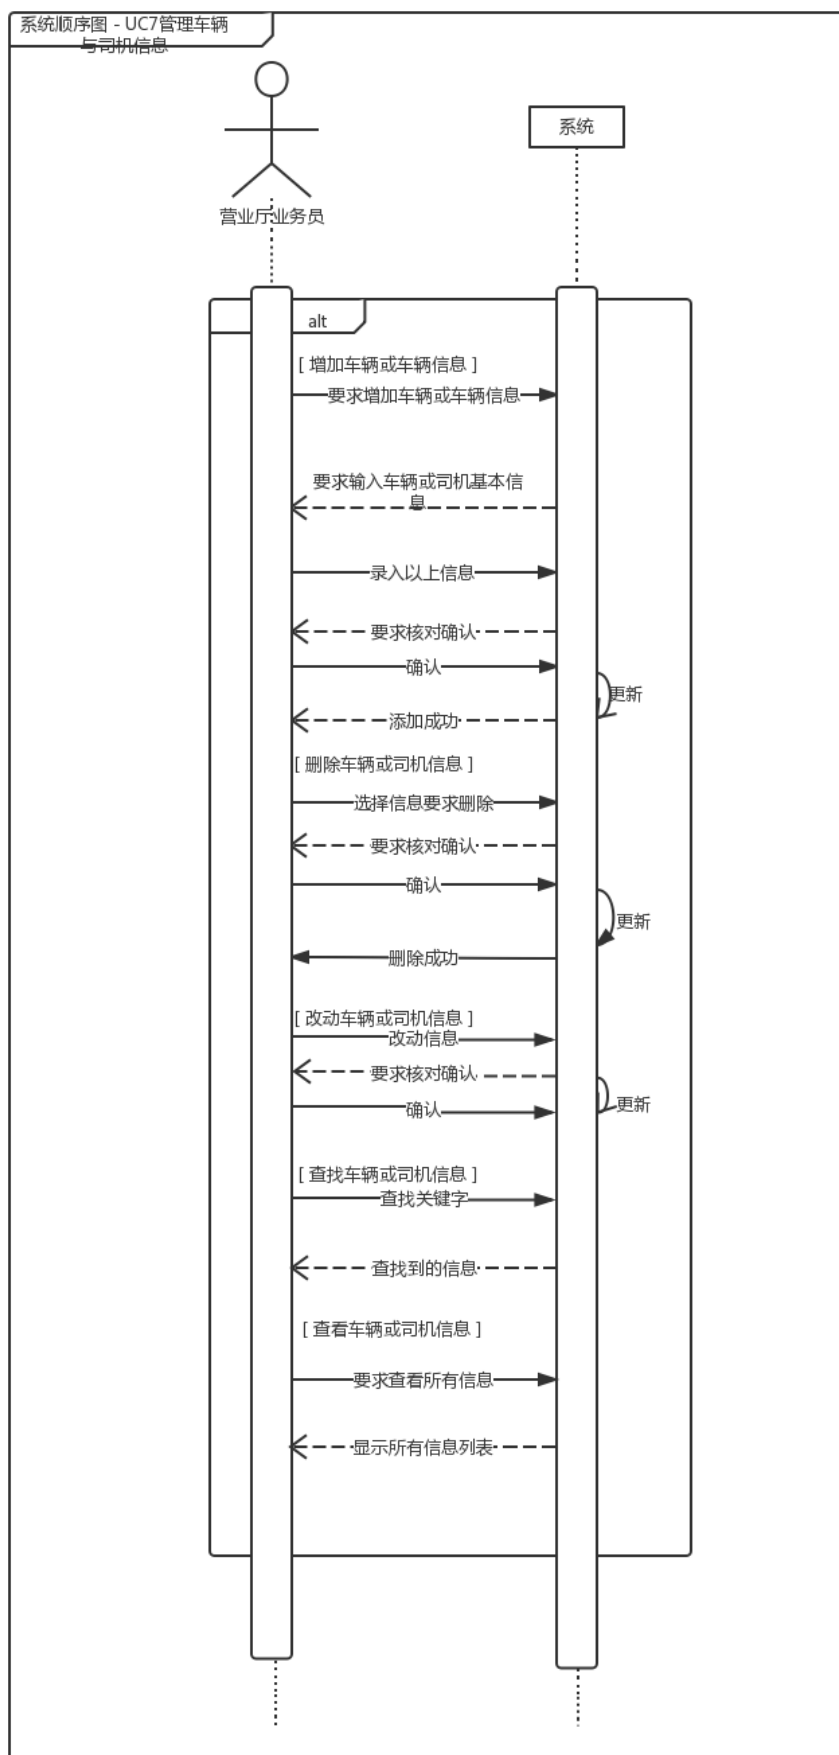 系统顺序图 - UC7管理车辆
与司机信息
系统
营业厅业务员
alt
[ 增加车辆或车辆信息 ]
要求增加车辆或车辆信息
要求输入车辆或司机基本信
息
录入以上信息
要求核对确认
确认
更新
添加成功
[ 删除车辆或司机信息 ]
选择信息要求删除
要求核对确认
确认
更新
删除成功
[ 改动车辆或司机信息 ]
改动信息
要求核对确认
更新
确认
[ 查找车辆或司机信息 ]
查找关键字
查找到的信息
[ 查看车辆或司机信息 ]
要求查看所有信息
显示所有信息列表